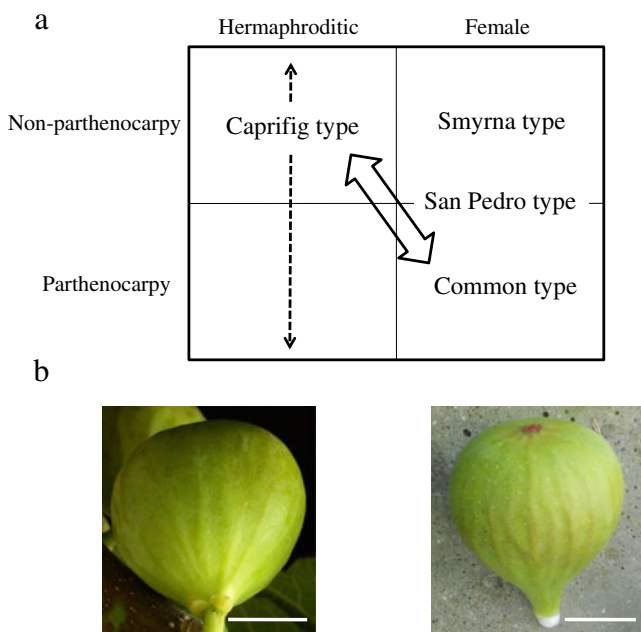 a
Hermaphroditic Female
Non-parthenocarpy Caprifig type Smyrna type
San Pedro type
Parthenocarpy Common type
b